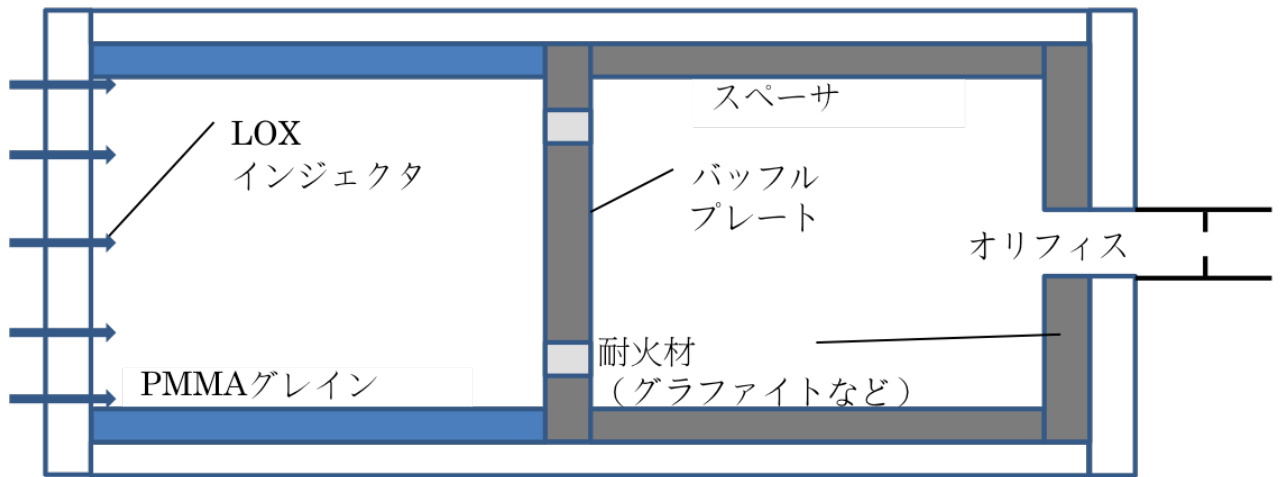 LOX
インジェクタ
スペーサ
バッフル
プレート
オリフィス
耐火材
（グラファイトなど）
PMMAグレイン